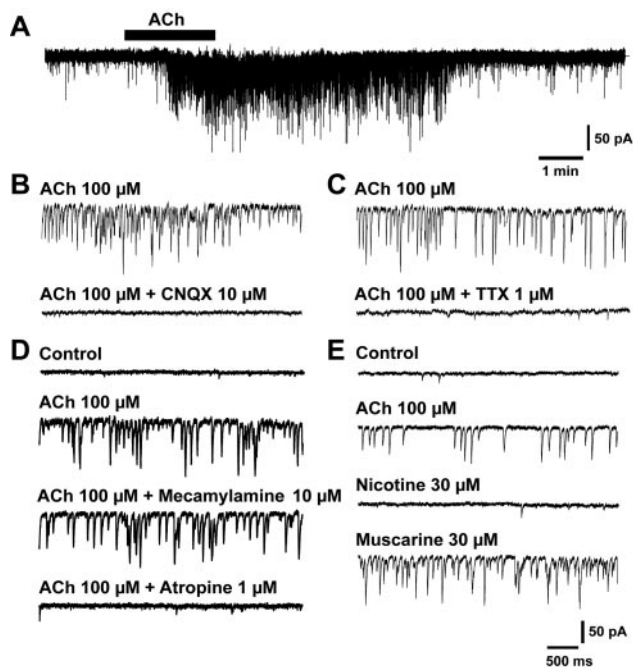 A
ACh
50 pA
1 min
B
ACh 100 µM
ACh 100 µM + CNQX 10 µM
C
ACh 100 µM
ACh 100 µM + TTX 1 µM
D
Control
ACh 100 µM
ACh 100 µM + Mecamylamine 10 µM
ACh 100 µM + Atropine 1 µM
E
Control
ACh 100 µM
Nicotine 30 µM
Muscarine 30 µM
50 pA
500 ms